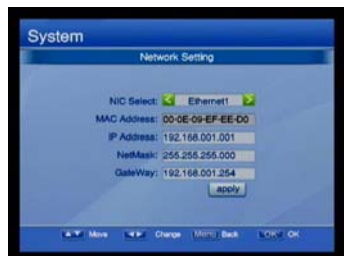 System
Network Setting
NIC Select: Ethernet1
MAC Address: 00-0E-09-EF-EE-D0
IP Address: 192.168.001.001
NetMask: 255.255.255.000
GateWay: 192.168.001.254
apply
Move Change Menu Back OK OK